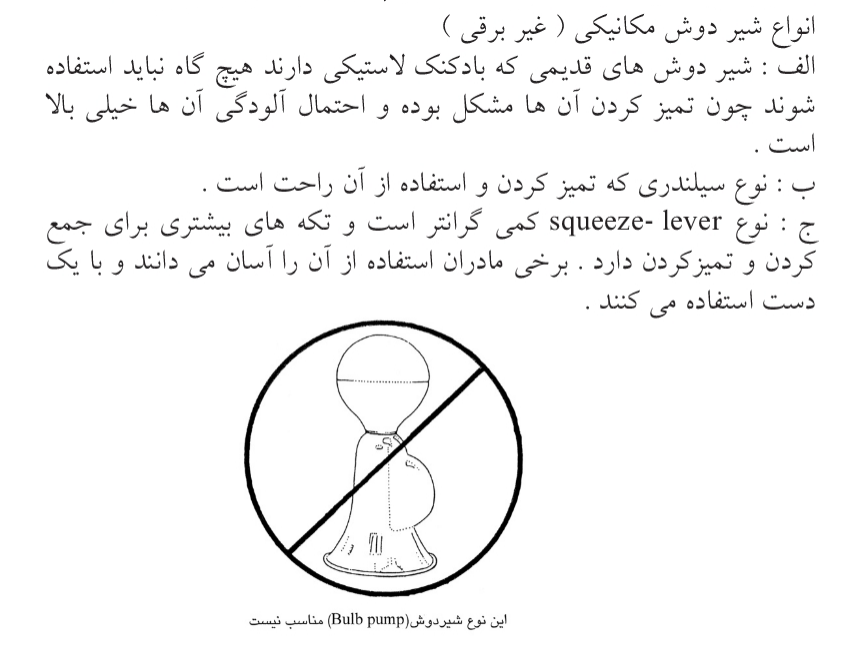 انواع شیر دوش مکانیکی ( غیر برقی )
الف : شیر دوش های قدیمی که بادکنک لاستیکی دارند هیچ گاه نباید استفاده
شوند چون تمیز کردن آن ها مشکل بوده و احتمال آلودگی آن ها خیلی بالا
است .
ب : نوع سیلندری که تمیز کردن و استفاده از آن راحت است .
ج : نوع squeeze- lever کمی گرانتر است و تکه های بیشتری برای جمع
کردن و تمیزکردن دارد . برخی مادران استفاده از آن را آسان می دانند و با یک
دست استفاده می کنند .
این نوع شیردوش(Bulb pump) مناسب نیست